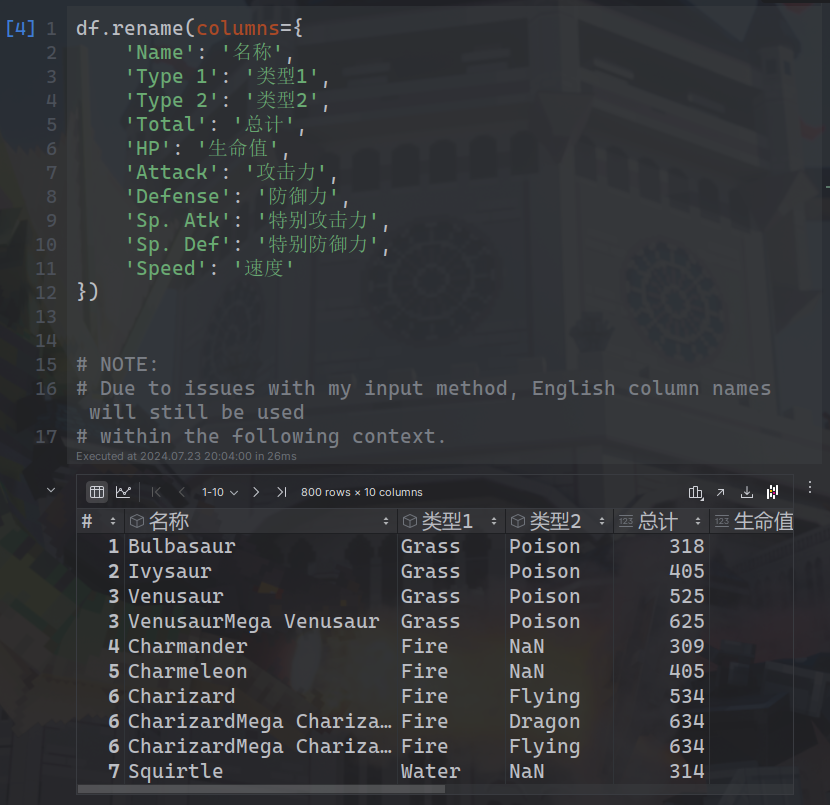 [4] 1 df.rename(columns={
2 'Name': '名称',
3 'Type 1': '类型1',
4 'Type 2': '类型2',
5 'Total': '总计',
6 'HP': '生命值',
7 'Attack': '攻击力',
8 'Defense': '防御力',
9 'Sp. Atk': '特别攻击力',
10 'Sp. Def': '特别防御力',
11 'Speed': '速度'
12 })
13
14
15 # NOTE:
16 # Due to issues with my input method, English column names
will still be used
17 # within the following context.
Executed at 2024.07.23 20:04:00 in 26ms
1-10 800 rows × 10 columns
# 名称 类型1 类型2 123 总计 123 生命值
1 Bulbasaur Grass Poison 318
2 Ivysaur Grass Poison 405
3 Venusaur Grass Poison 525
3 VenusaurMega Venusaur Grass Poison 625
4 Charmander Fire NaN 309
5 Charmeleon Fire NaN 405
6 Charizard Fire Flying 534
6 CharizardMega Chariza… Fire Dragon 634
6 CharizardMega Chariza… Fire Flying 634
7 Squirtle Water NaN 314